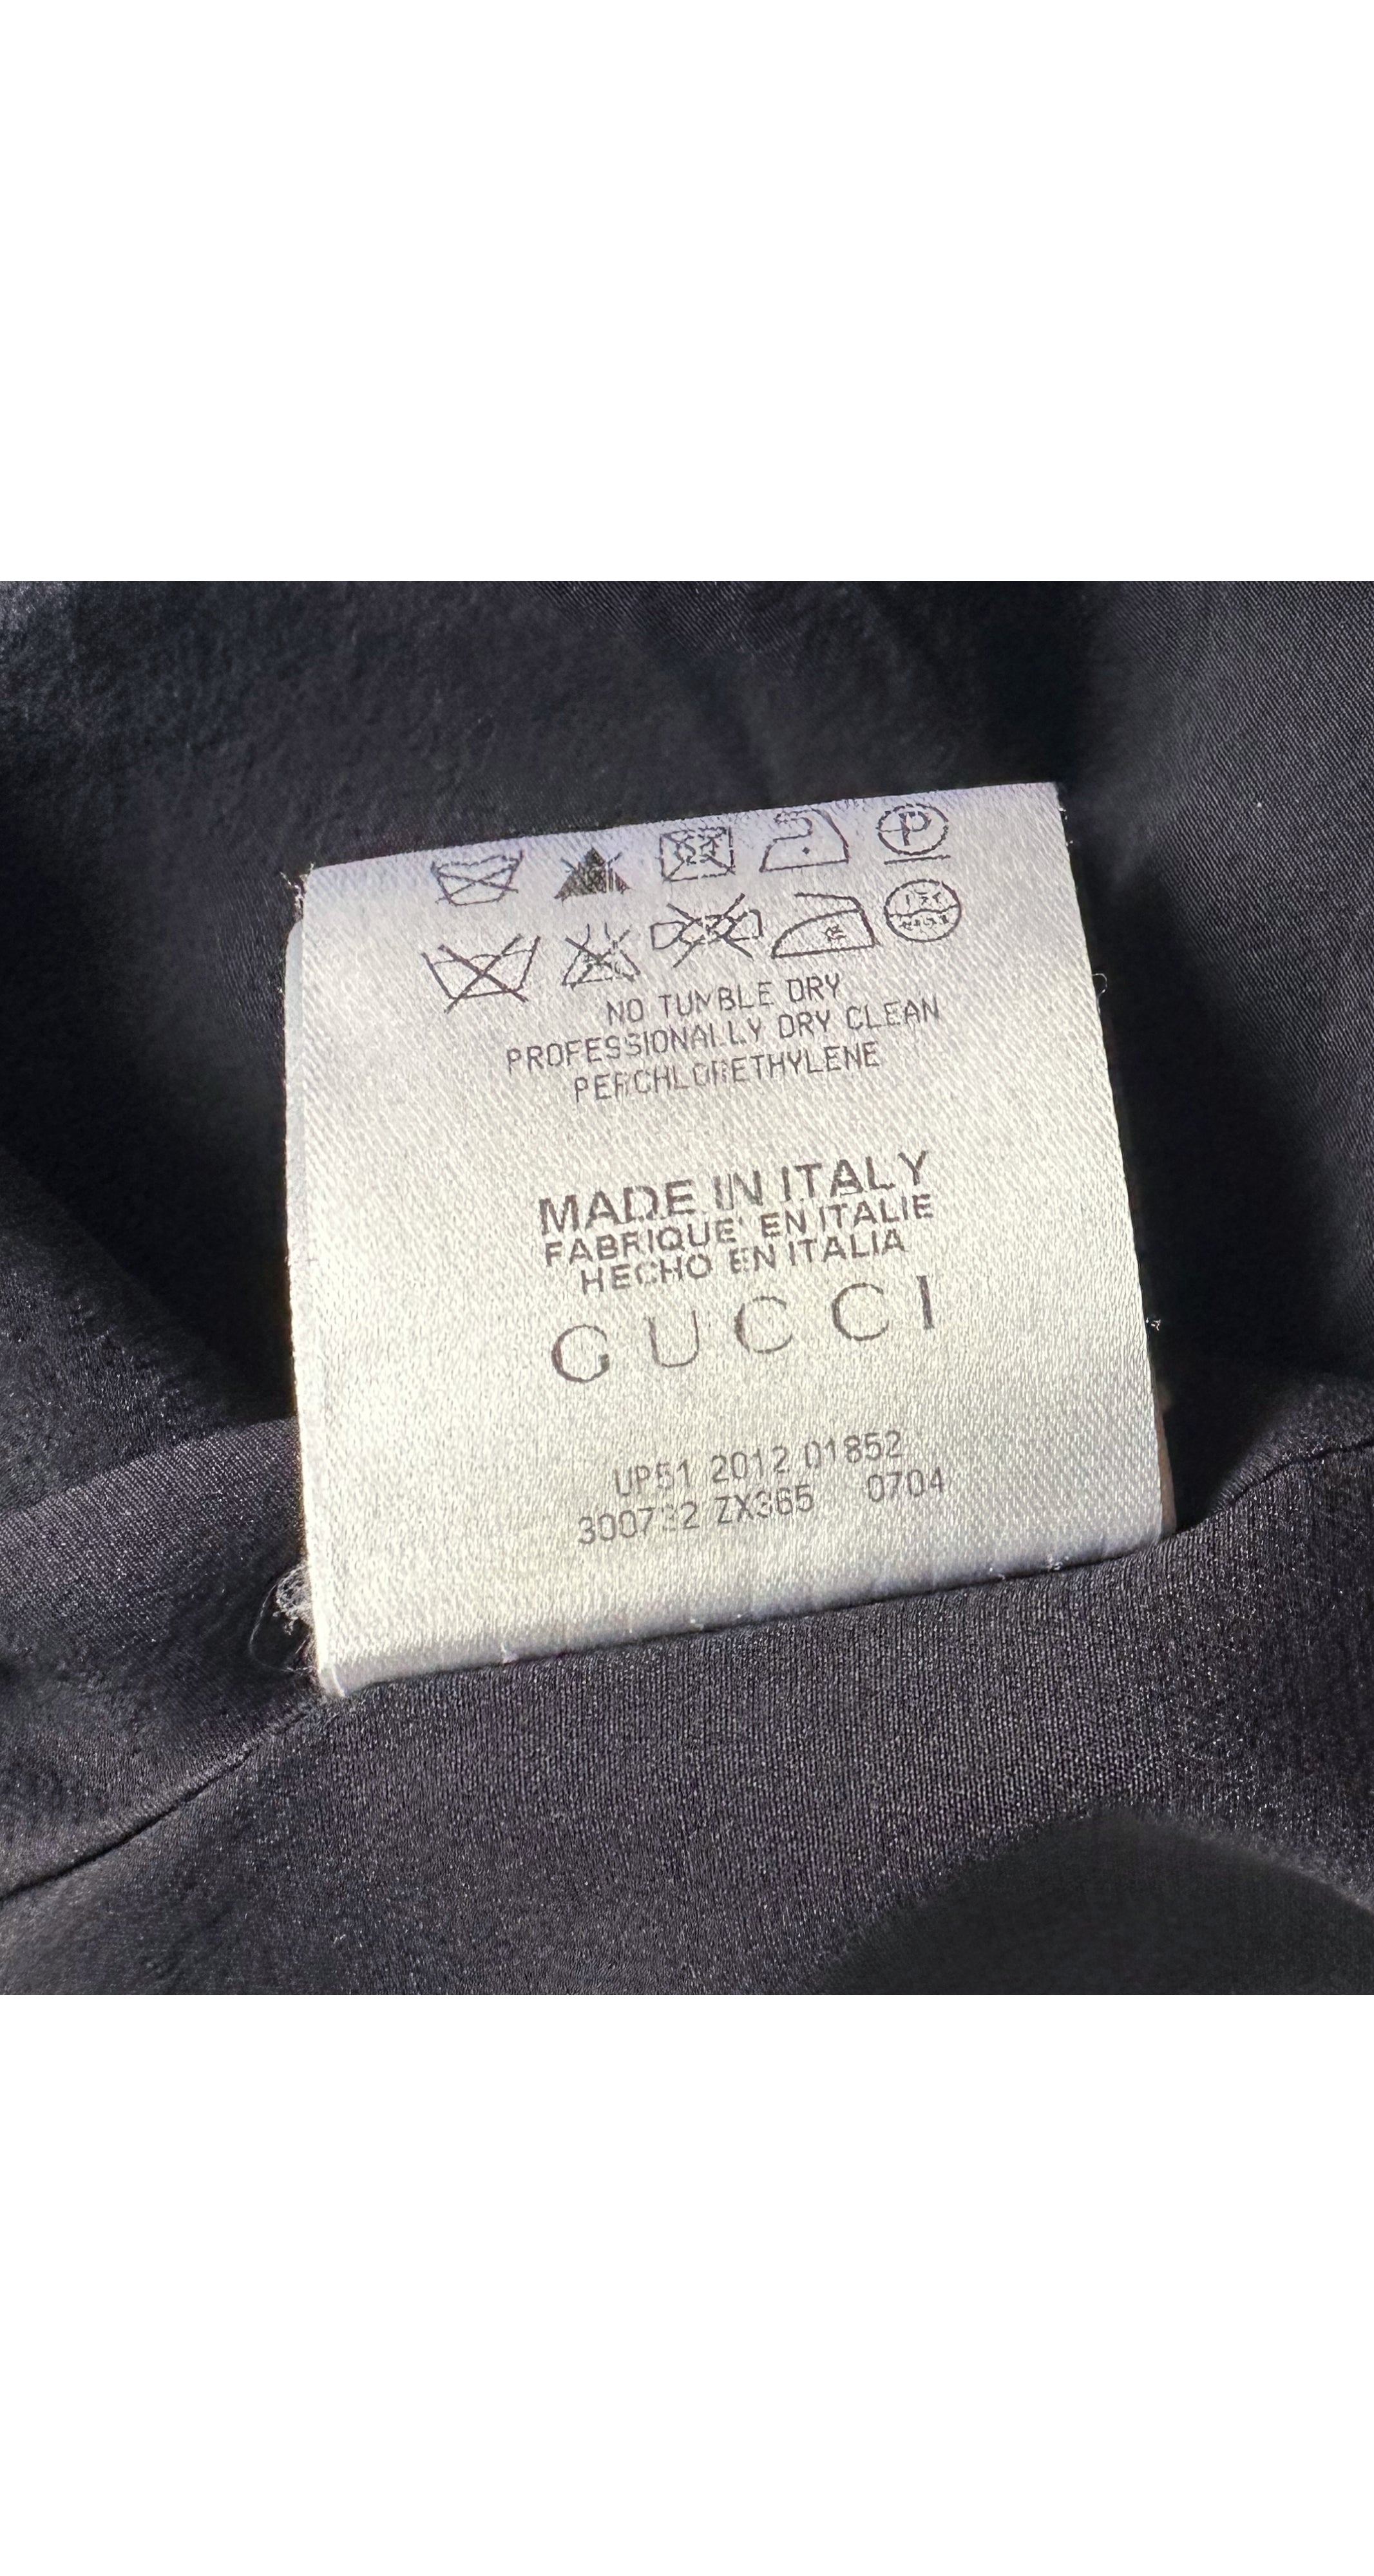 NO TUMBLE DRY
PROFESSIONALLY DRY CLEAN
PERCHLORETHYLENE
MADE IN ITALY
FABRIQUE' EN ITALIE
HECHO EN ITALIA
GUCCI
UP51 2012 01852
ZX365 0704